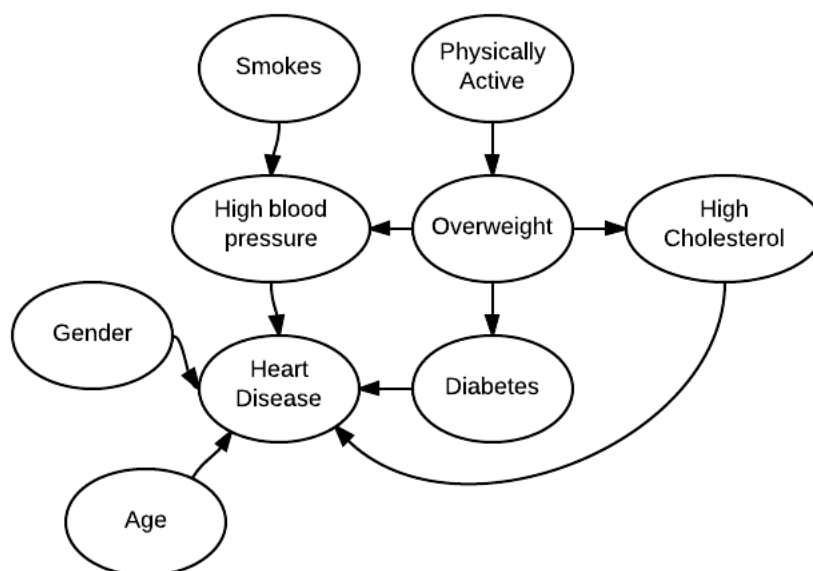 Smokes
Physically
Active
High blood
pressure
Overweight
High
Cholesterol
Gender
Heart
Disease
Diabetes
Age